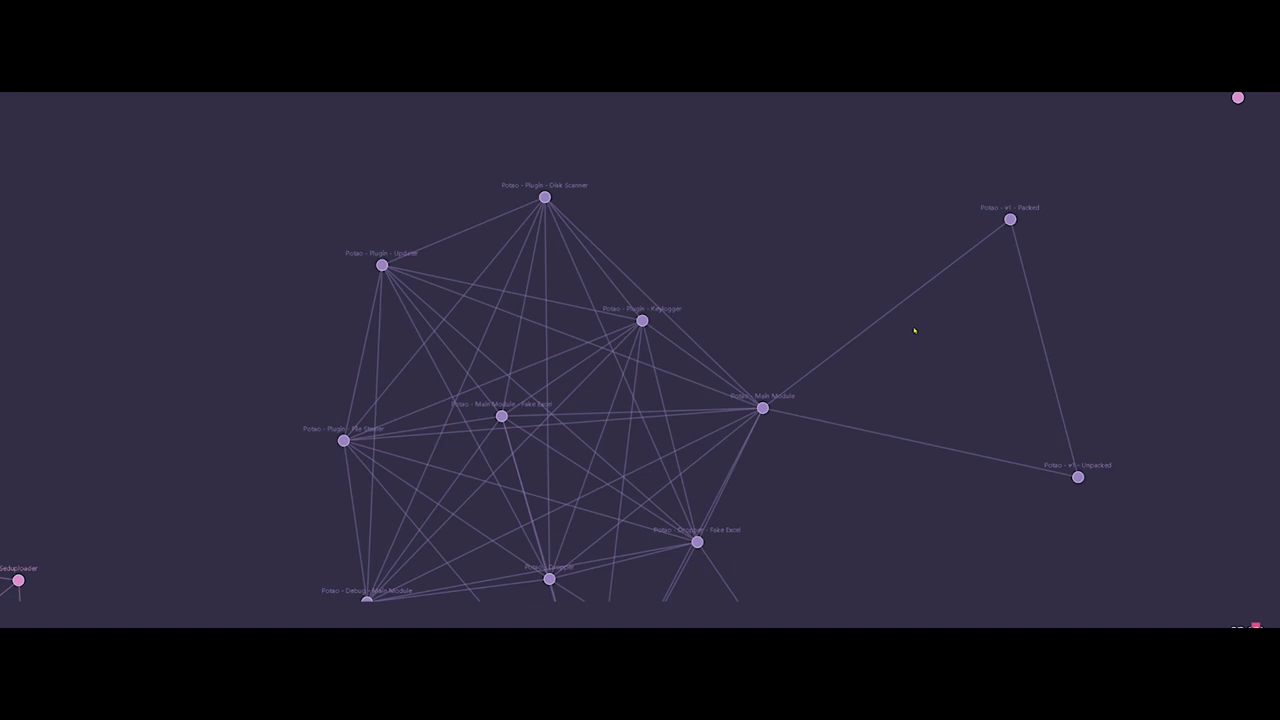 Potao - Plugin - Disk Scanner
Potao - v1 - Packed
Potao - Plugin - Updater
Potao - Plugin - Keylogger
Potao - Main Module
Potao - Main Module - Fake Excel
Potao - Plugin - File Stealer
Potao - v1 - Unpacked
Potao - Dropper - Fake Excel
Seduploader
Potao - Dropper
Potao - Debug - Main Module